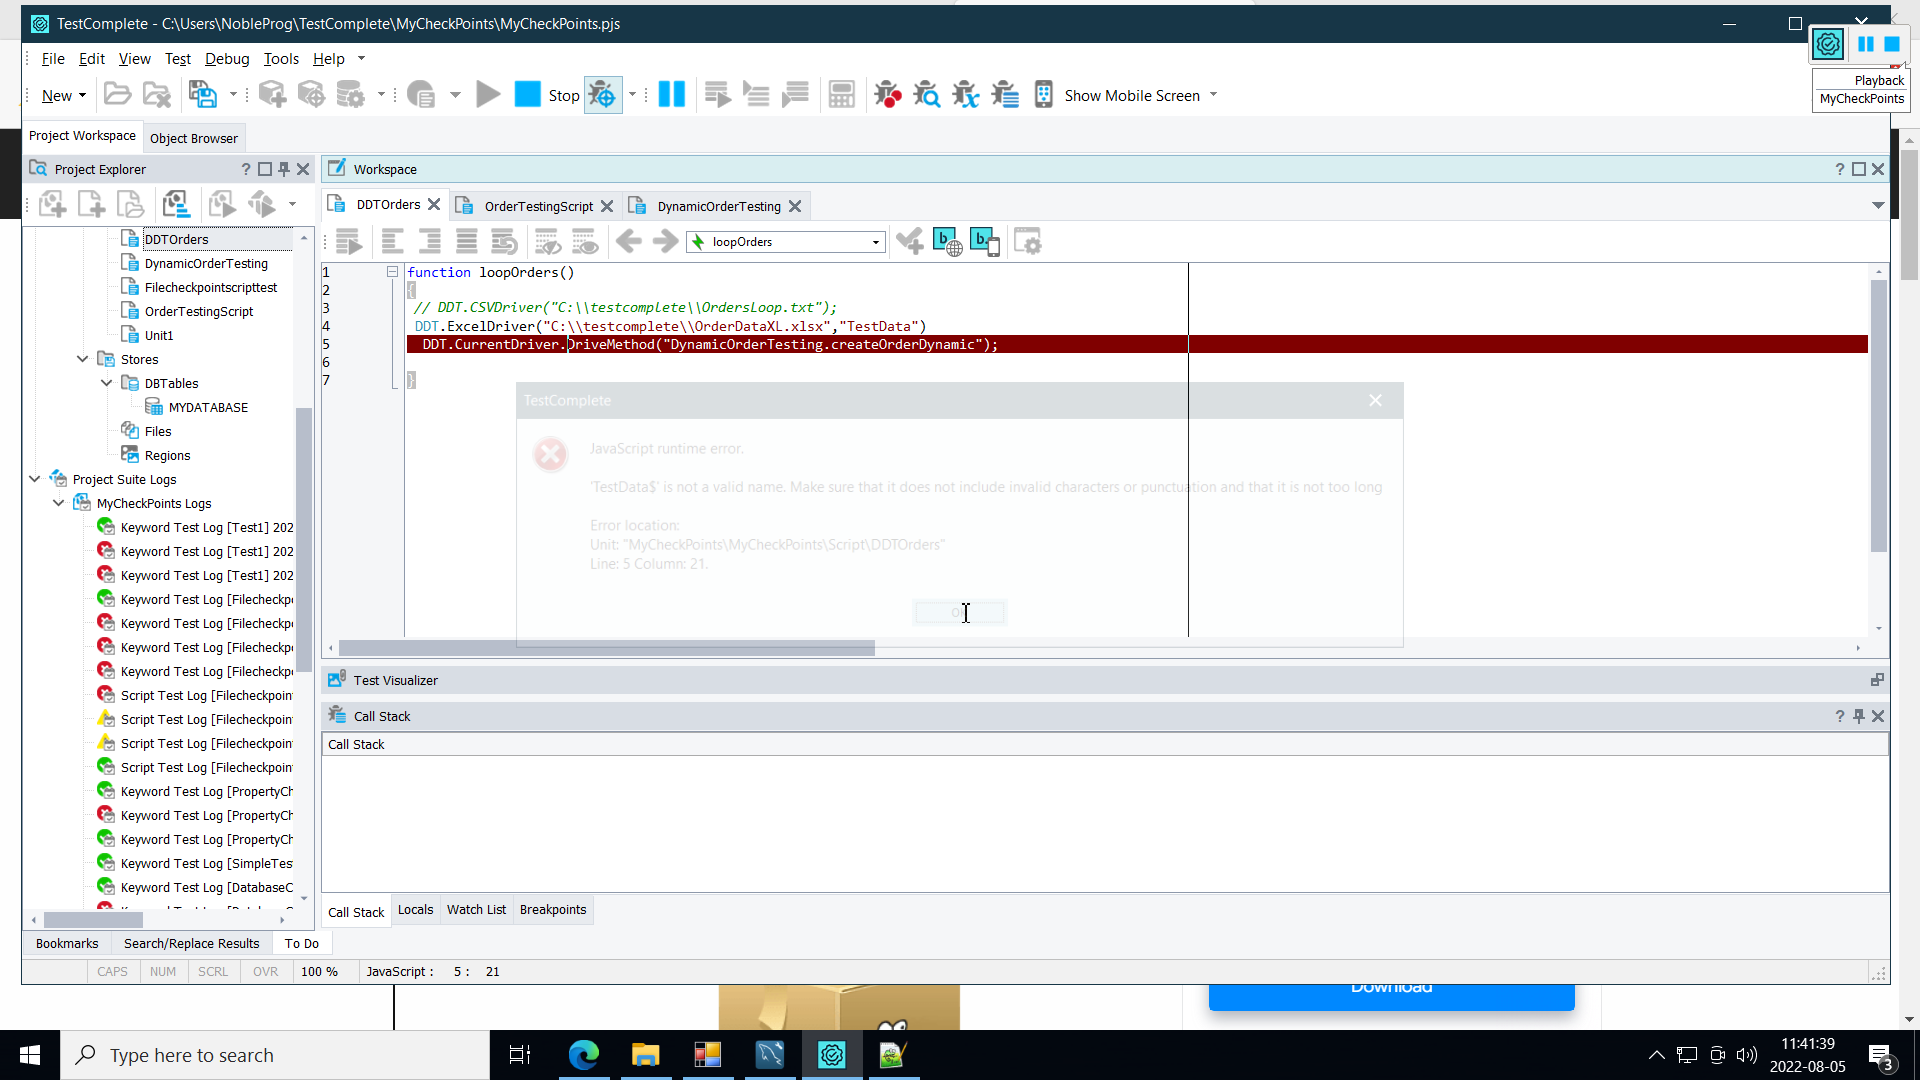 TestComplete - C:\Users\NobleProg\TestComplete\MyCheckPoints\MyCheckPoints.pjs
File Edit View Test Debug Tools Help
Playback
MyCheckPoints
New Stop Show Mobile Screen
Project Workspace Object Browser
Project Explorer
Workspace
DDTOrders OrderTestingScript DynamicOrderTesting
loopOrders
DDTOrders
DynamicOrderTesting
Filecheckpointscripttest
OrderTestingScript
Unit1
Stores
DBTables
MYDATABASE
Files
Regions
Project Suite Logs
MyCheckPoints Logs
Keyword Test Log [Test1] 202
Keyword Test Log [Test1] 202
Keyword Test Log [Test1] 202
Keyword Test Log [Filecheckp
Keyword Test Log [Filecheckp
Keyword Test Log [Filecheckp
Keyword Test Log [Filecheckp
Script Test Log [Filecheckpoin
Script Test Log [Filecheckpoin
Script Test Log [Filecheckpoin
Script Test Log [Filecheckpoin
Keyword Test Log [PropertyCh
Keyword Test Log [PropertyCh
Keyword Test Log [PropertyCh
Keyword Test Log [SimpleTes
Keyword Test Log [DatabaseC
1 function loopOrders()
2 {
3 // DDT.CSVDriver("C:\\testcomplete\\OrdersLoop.txt");
4 DDT.ExcelDriver("C:\\testcomplete\\OrderDataXL.xlsx","TestData")
5 DDT.CurrentDriver.DriveMethod("DynamicOrderTesting.createOrderDynamic");
6
7 }
TestComplete
JavaScript runtime error.
'TestData$' is not a valid name. Make sure that it does not include invalid characters or punctuation and that it is not too long
Error location:
Unit: "MyCheckPoints\MyCheckPoints\Script\DDTOrders"
Line: 5 Column: 21.
Test Visualizer
Call Stack
Call Stack
Call Stack Locals Watch List Breakpoints
Bookmarks Search/Replace Results To Do
CAPS NUM SCRL OVR 100 % JavaScript : 5 : 21
Download
Type here to search
11:41:39
2022-08-05
3